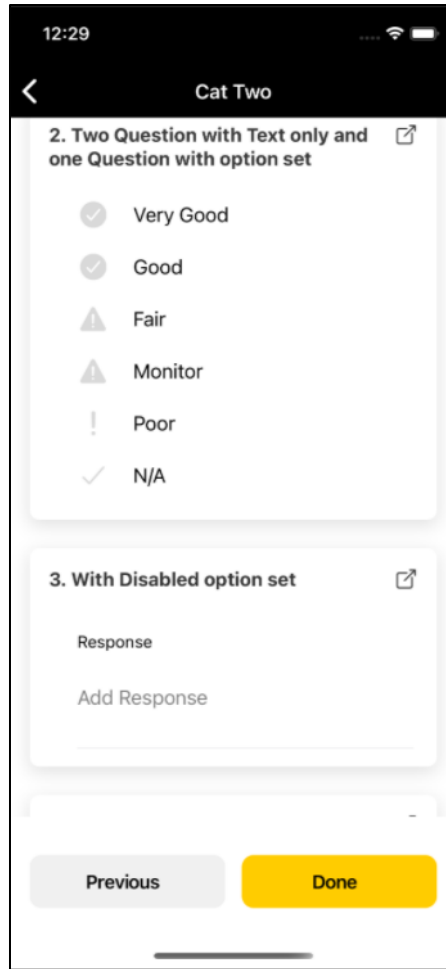 12:29
Cat Two
2. Two Question with Text only and
one Question with option set
Very Good
Good
Fair
Monitor
Poor
N/A
3. With Disabled option set
Response
Add Response
Previous
Done